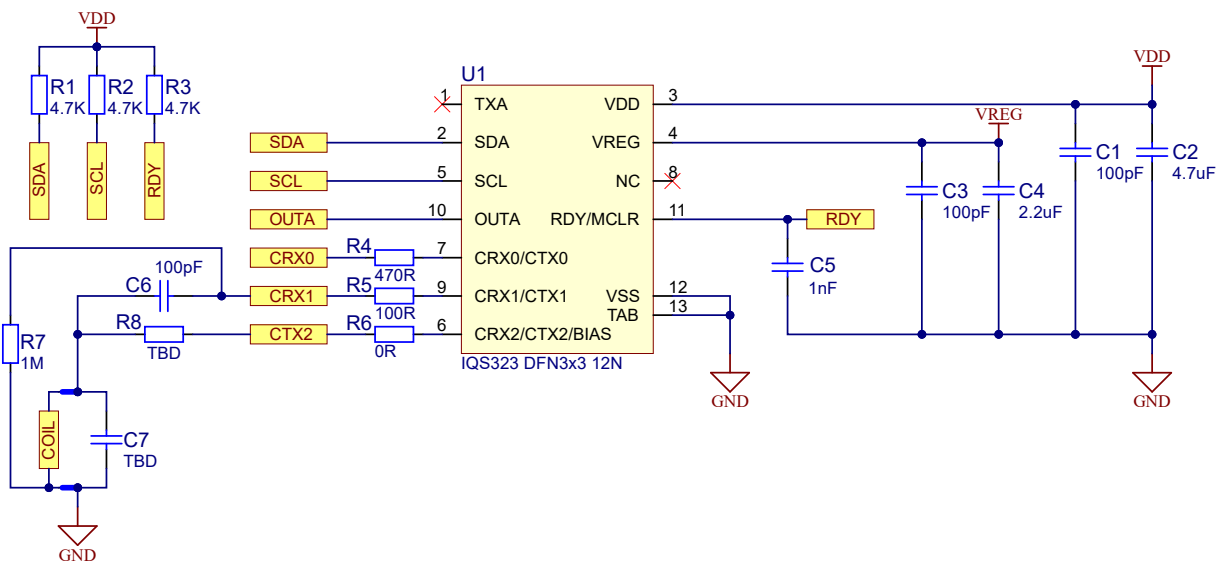 VDD
R1
4.7K
R2
4.7K
R3
4.7K
SDA
SCL
RDY
U1
1
TXA
2
SDA
SDA
5
SCL
SCL
10
OUTA
OUTA
7
CRX0
R4
470R
CRX0/CTX0
9
CRX1
R5
100R
CRX1/CTX1
6
CTX2
R6
0R
CRX2/CTX2/BIAS
VDD
3
VREG
4
NC
8
RDY/MCLR
11
VSS
12
TAB
13
IQS323 DFN3x3 12N
VDD
VREG
C1
100pF
C2
4.7uF
C3
100pF
C4
2.2uF
RDY
C5
1nF
GND
GND
100pF
C6
R8
TBD
R7
1M
COIL
C7
TBD
GND